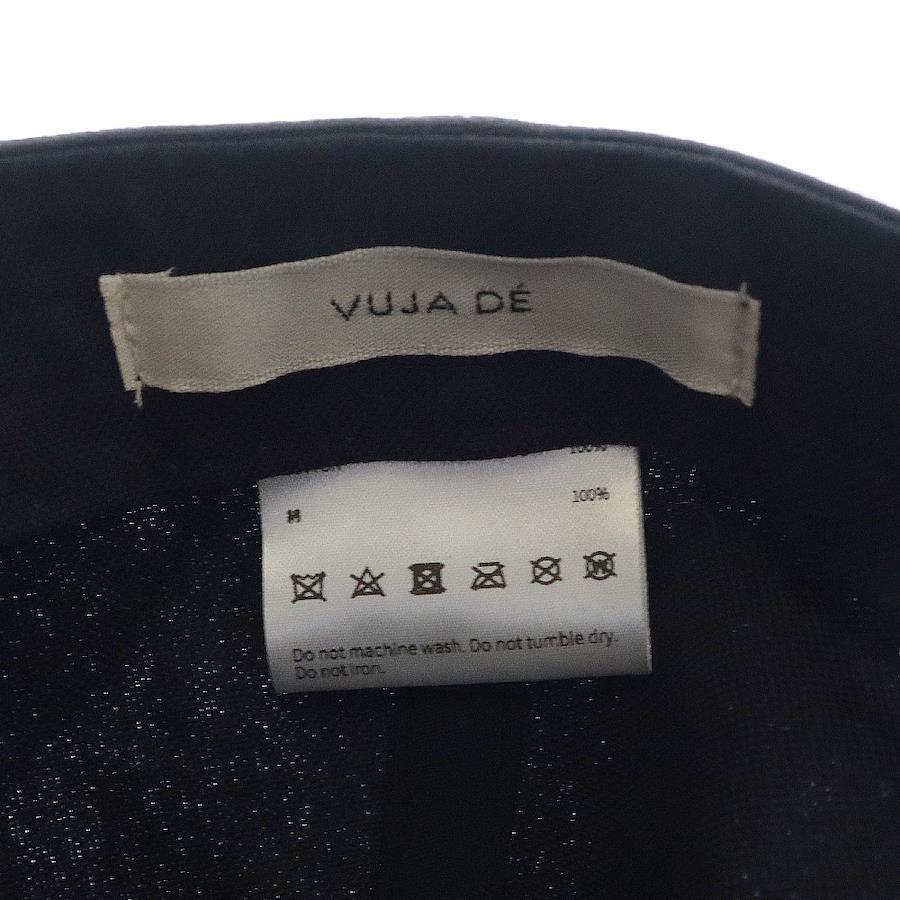 VUJA DÉ
100%
100%
Do not machine wash. Do not tumble dry.
Do not iron.